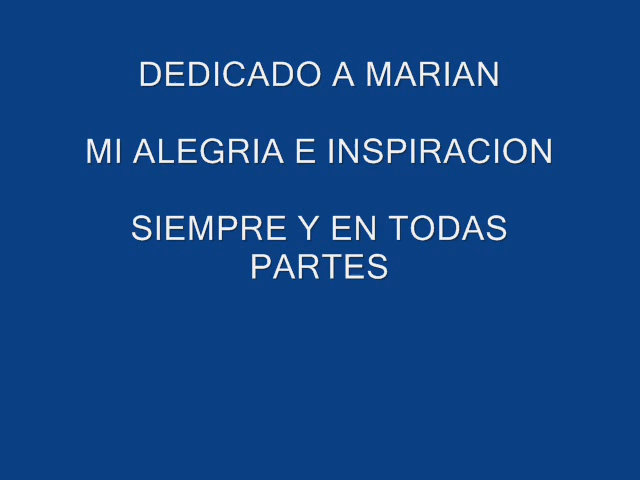 DEDICADO A MARIAN
MI ALEGRIA E INSPIRACION
SIEMPRE Y EN TODAS
PARTES